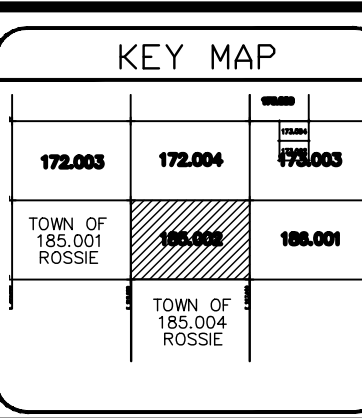 KEY MAP
172.003
172.004
173.003
TOWN OF
185.001
ROSSIE
185.002
186.001
TOWN OF
185.004
ROSSIE